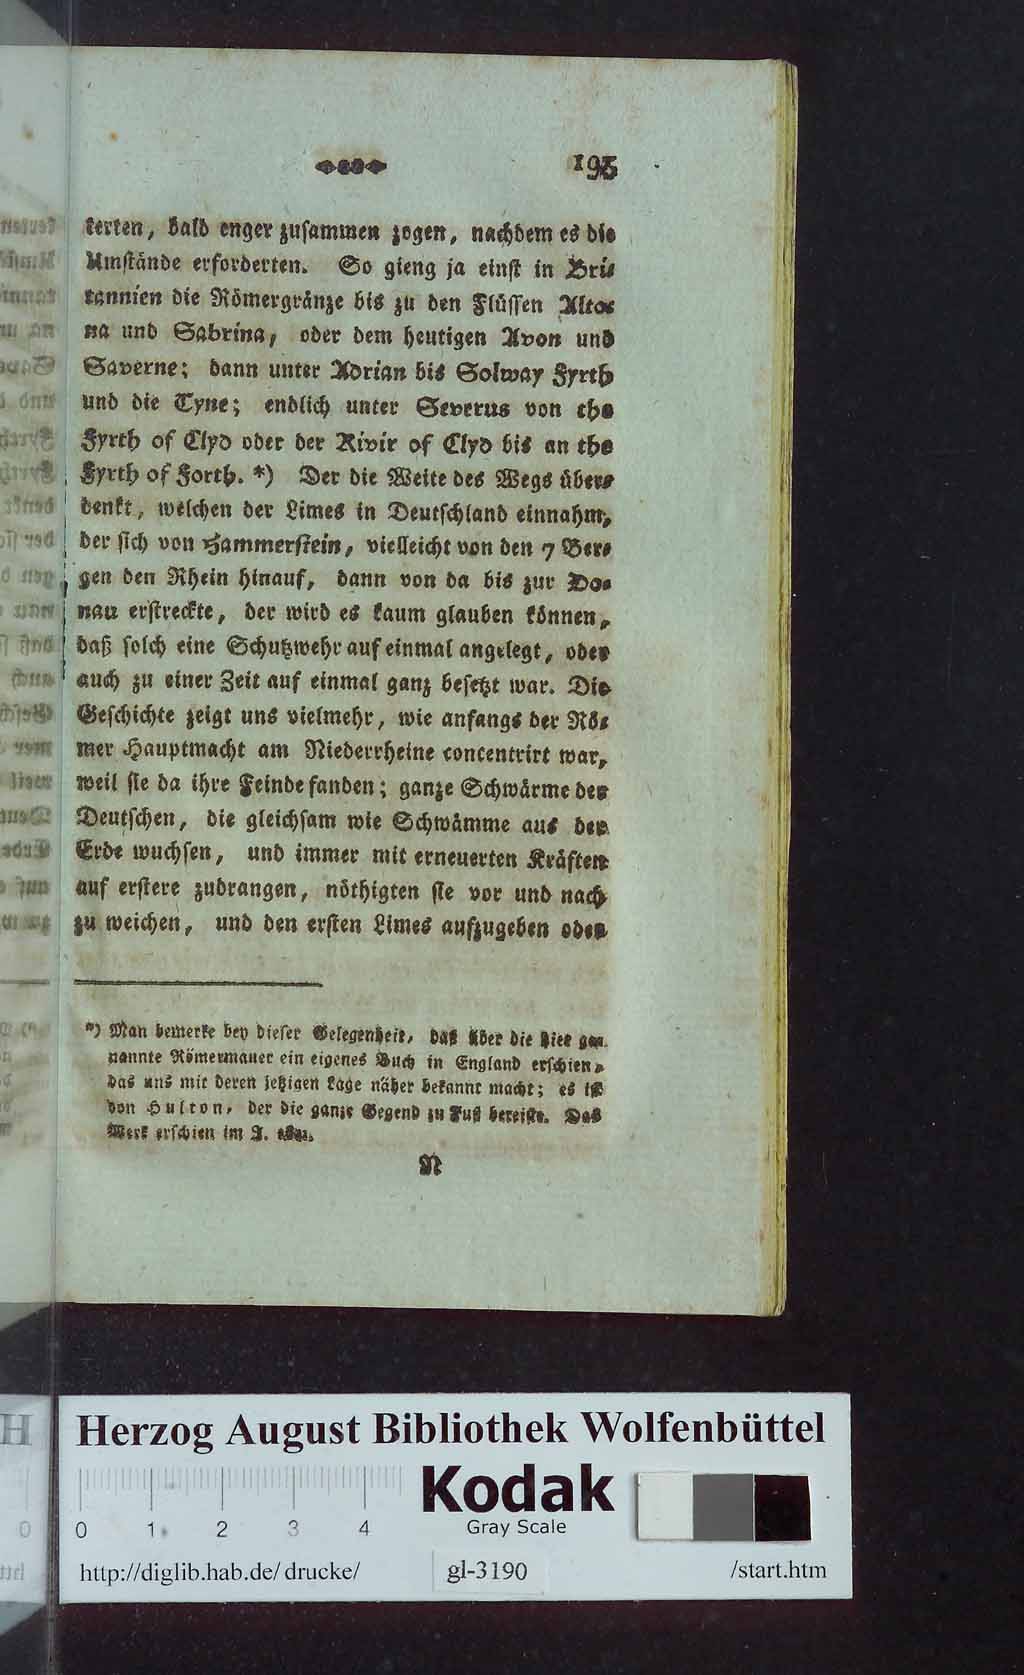 195
terten, bald enger zusammen zogen, nachdem es die
Umstände erforderten. So gieng ja einst in Bri-
tannien die Römergränze bis zu den Flüssen Alto-
na und Sabrina, oder dem heutigen Avon und
Saverne; dann unter Adrian bis Solway Fyrth
und die Tyne; endlich unter Severus von the
Fyrth of Clyd oder der Rivir of Clyd bis an the
Fyrth of Forth. *) Der die Weite des Wegs über-
denkt, welchen der Limes in Deutschland einnahm,
der sich von Hammerstein, vielleicht von den 7 Ber-
gen den Rhein hinauf, dann von da bis zur Do-
nau erstreckte, der wird es kaum glauben können,
daß solch eine Schutzwehr auf einmal angelegt, oder
auch zu einer Zeit auf einmal ganz besetzt war. Die
Geschichte zeigt uns vielmehr, wie anfangs der Rö-
mer Hauptmacht am Niederrheine concentrirt war,
weil sie da ihre Feinde fanden; ganze Schwärme der
Deutschen, die gleichsam wie Schwämme aus der
Erde wuchsen, und immer mit erneuerten Kräften
auf erstere zudrangen, nöthigten sie vor und nach
zu weichen, und den ersten Limes aufzugeben oder
*) Man bemerke bey dieser Gelegenheit, daß über die hier ge-
nannte Römermauer ein eigenes Buch in England erschien,
das uns mit deren jetzigen Lage näher bekannt macht; es ist
von Hulton, der die ganze Gegend zu Fuß bereiste. Das
Werk erschien im J.
N
Herzog August Bibliothek Wolfenbüttel
Kodak
Gray Scale
0 1 2 3 4
http://diglib.hab.de/drucke/ gl-3190 /start.htm